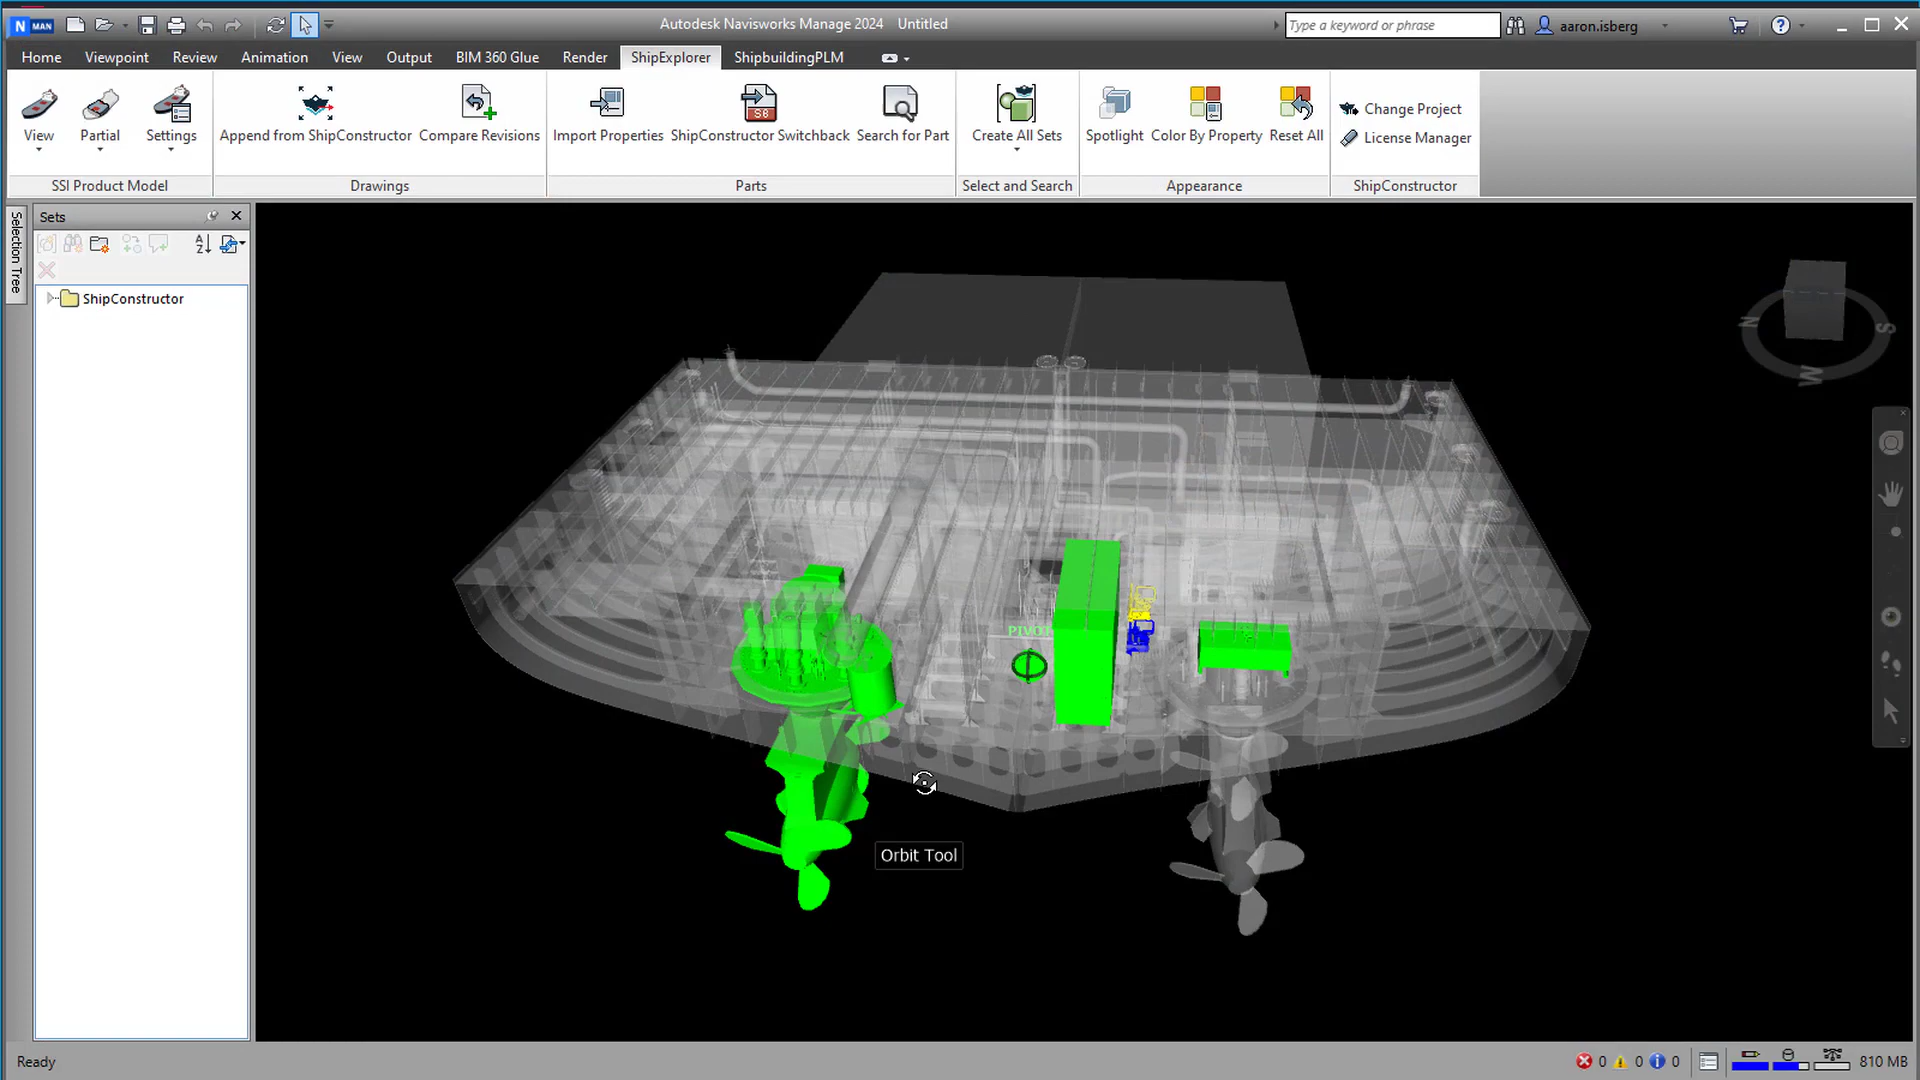 N MAN
Autodesk Navisworks Manage 2024 Untitled
Type a keyword or phrase
aaron.isberg
Home Viewpoint Review Animation View Output BIM 360 Glue Render ShipExplorer ShipbuildingPLM
View Partial Settings Append from ShipConstructor Compare Revisions Import Properties ShipConstructor Switchback Search for Part Create All Sets Spotlight Color By Property Reset All
SB
Change Project
License Manager
SSI Product Model Drawings Parts Select and Search Appearance ShipConstructor
Selection Tree
Sets
ShipConstructor
N S W
PIVOT
Orbit Tool
Ready
0 0 0 810 MB